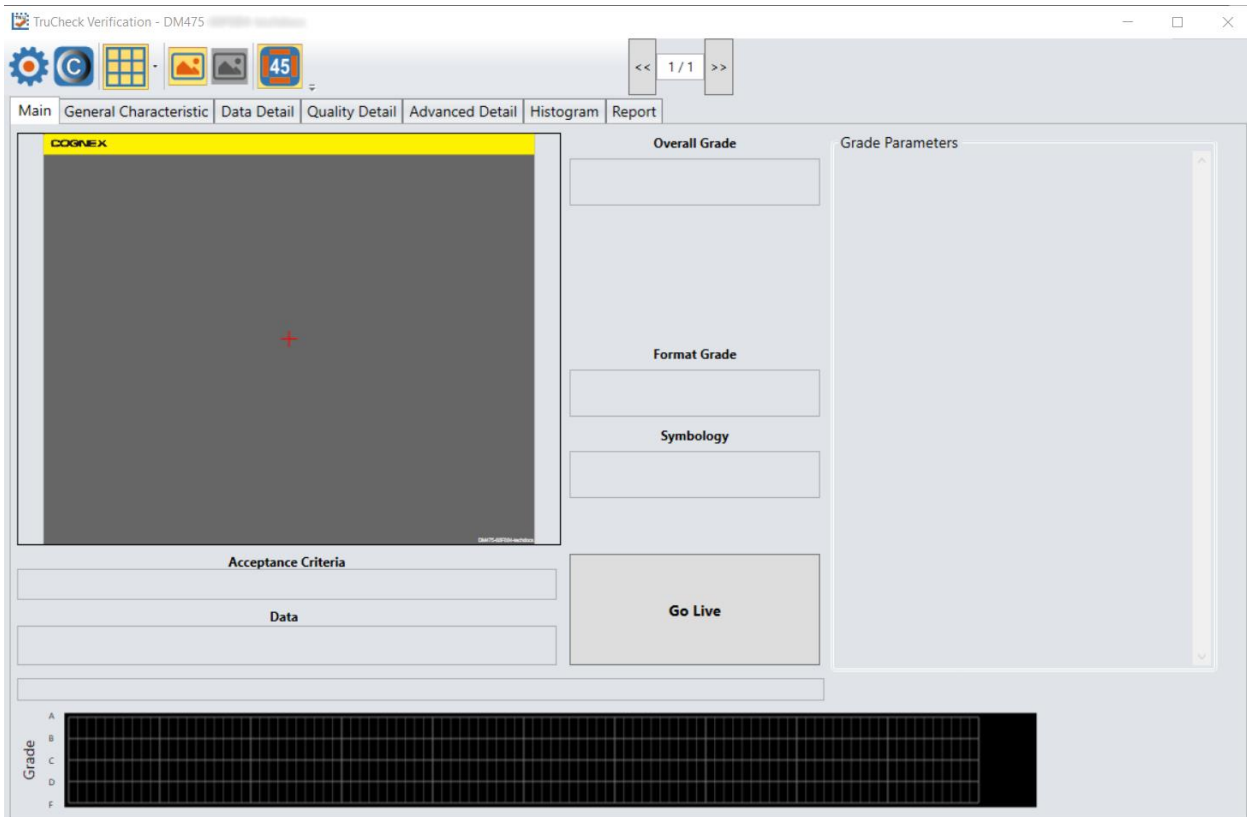 TruCheck Verification - DM475
C
45
<< 1 / 1 >>
Main General Characteristic Data Detail Quality Detail Advanced Detail Histogram Report
COGNEX
Overall Grade
Grade Parameters
Format Grade
Symbology
Acceptance Criteria
Go Live
Data
Grade
A
B
C
D
F